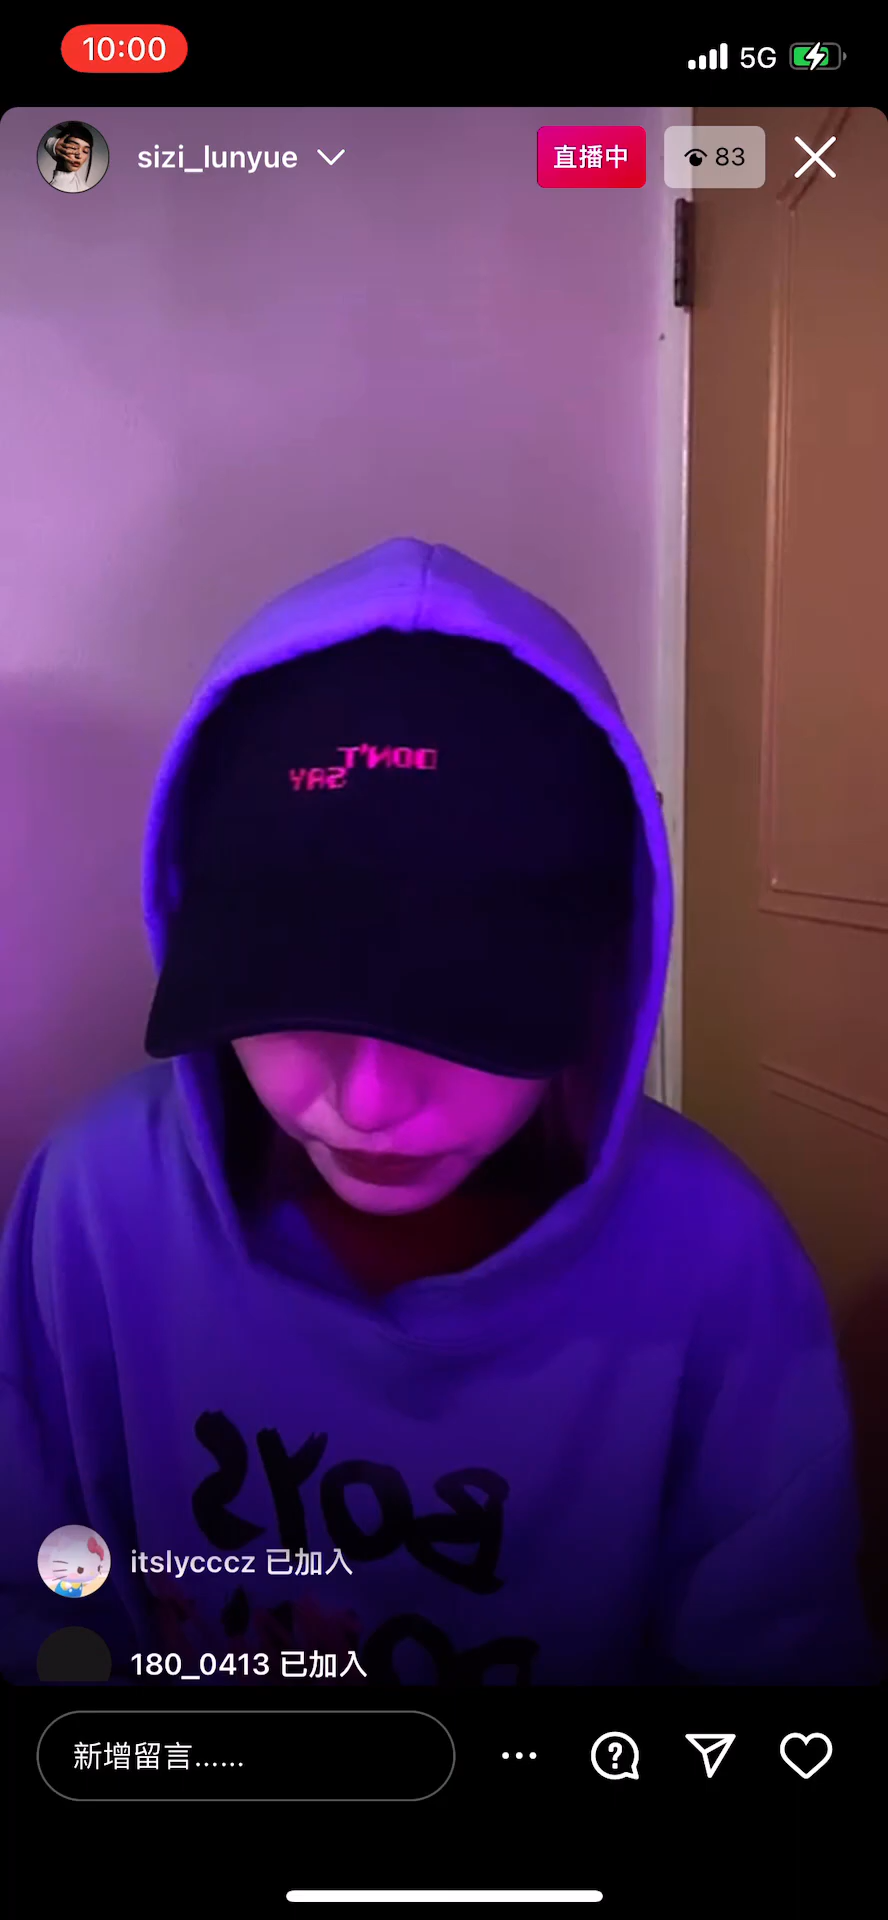 10:00
5G
sizi_lunyue
直播中
83
DON'T
SAY
BOYS
itslycccz 已加入
180_0413 已加入
新增留言......